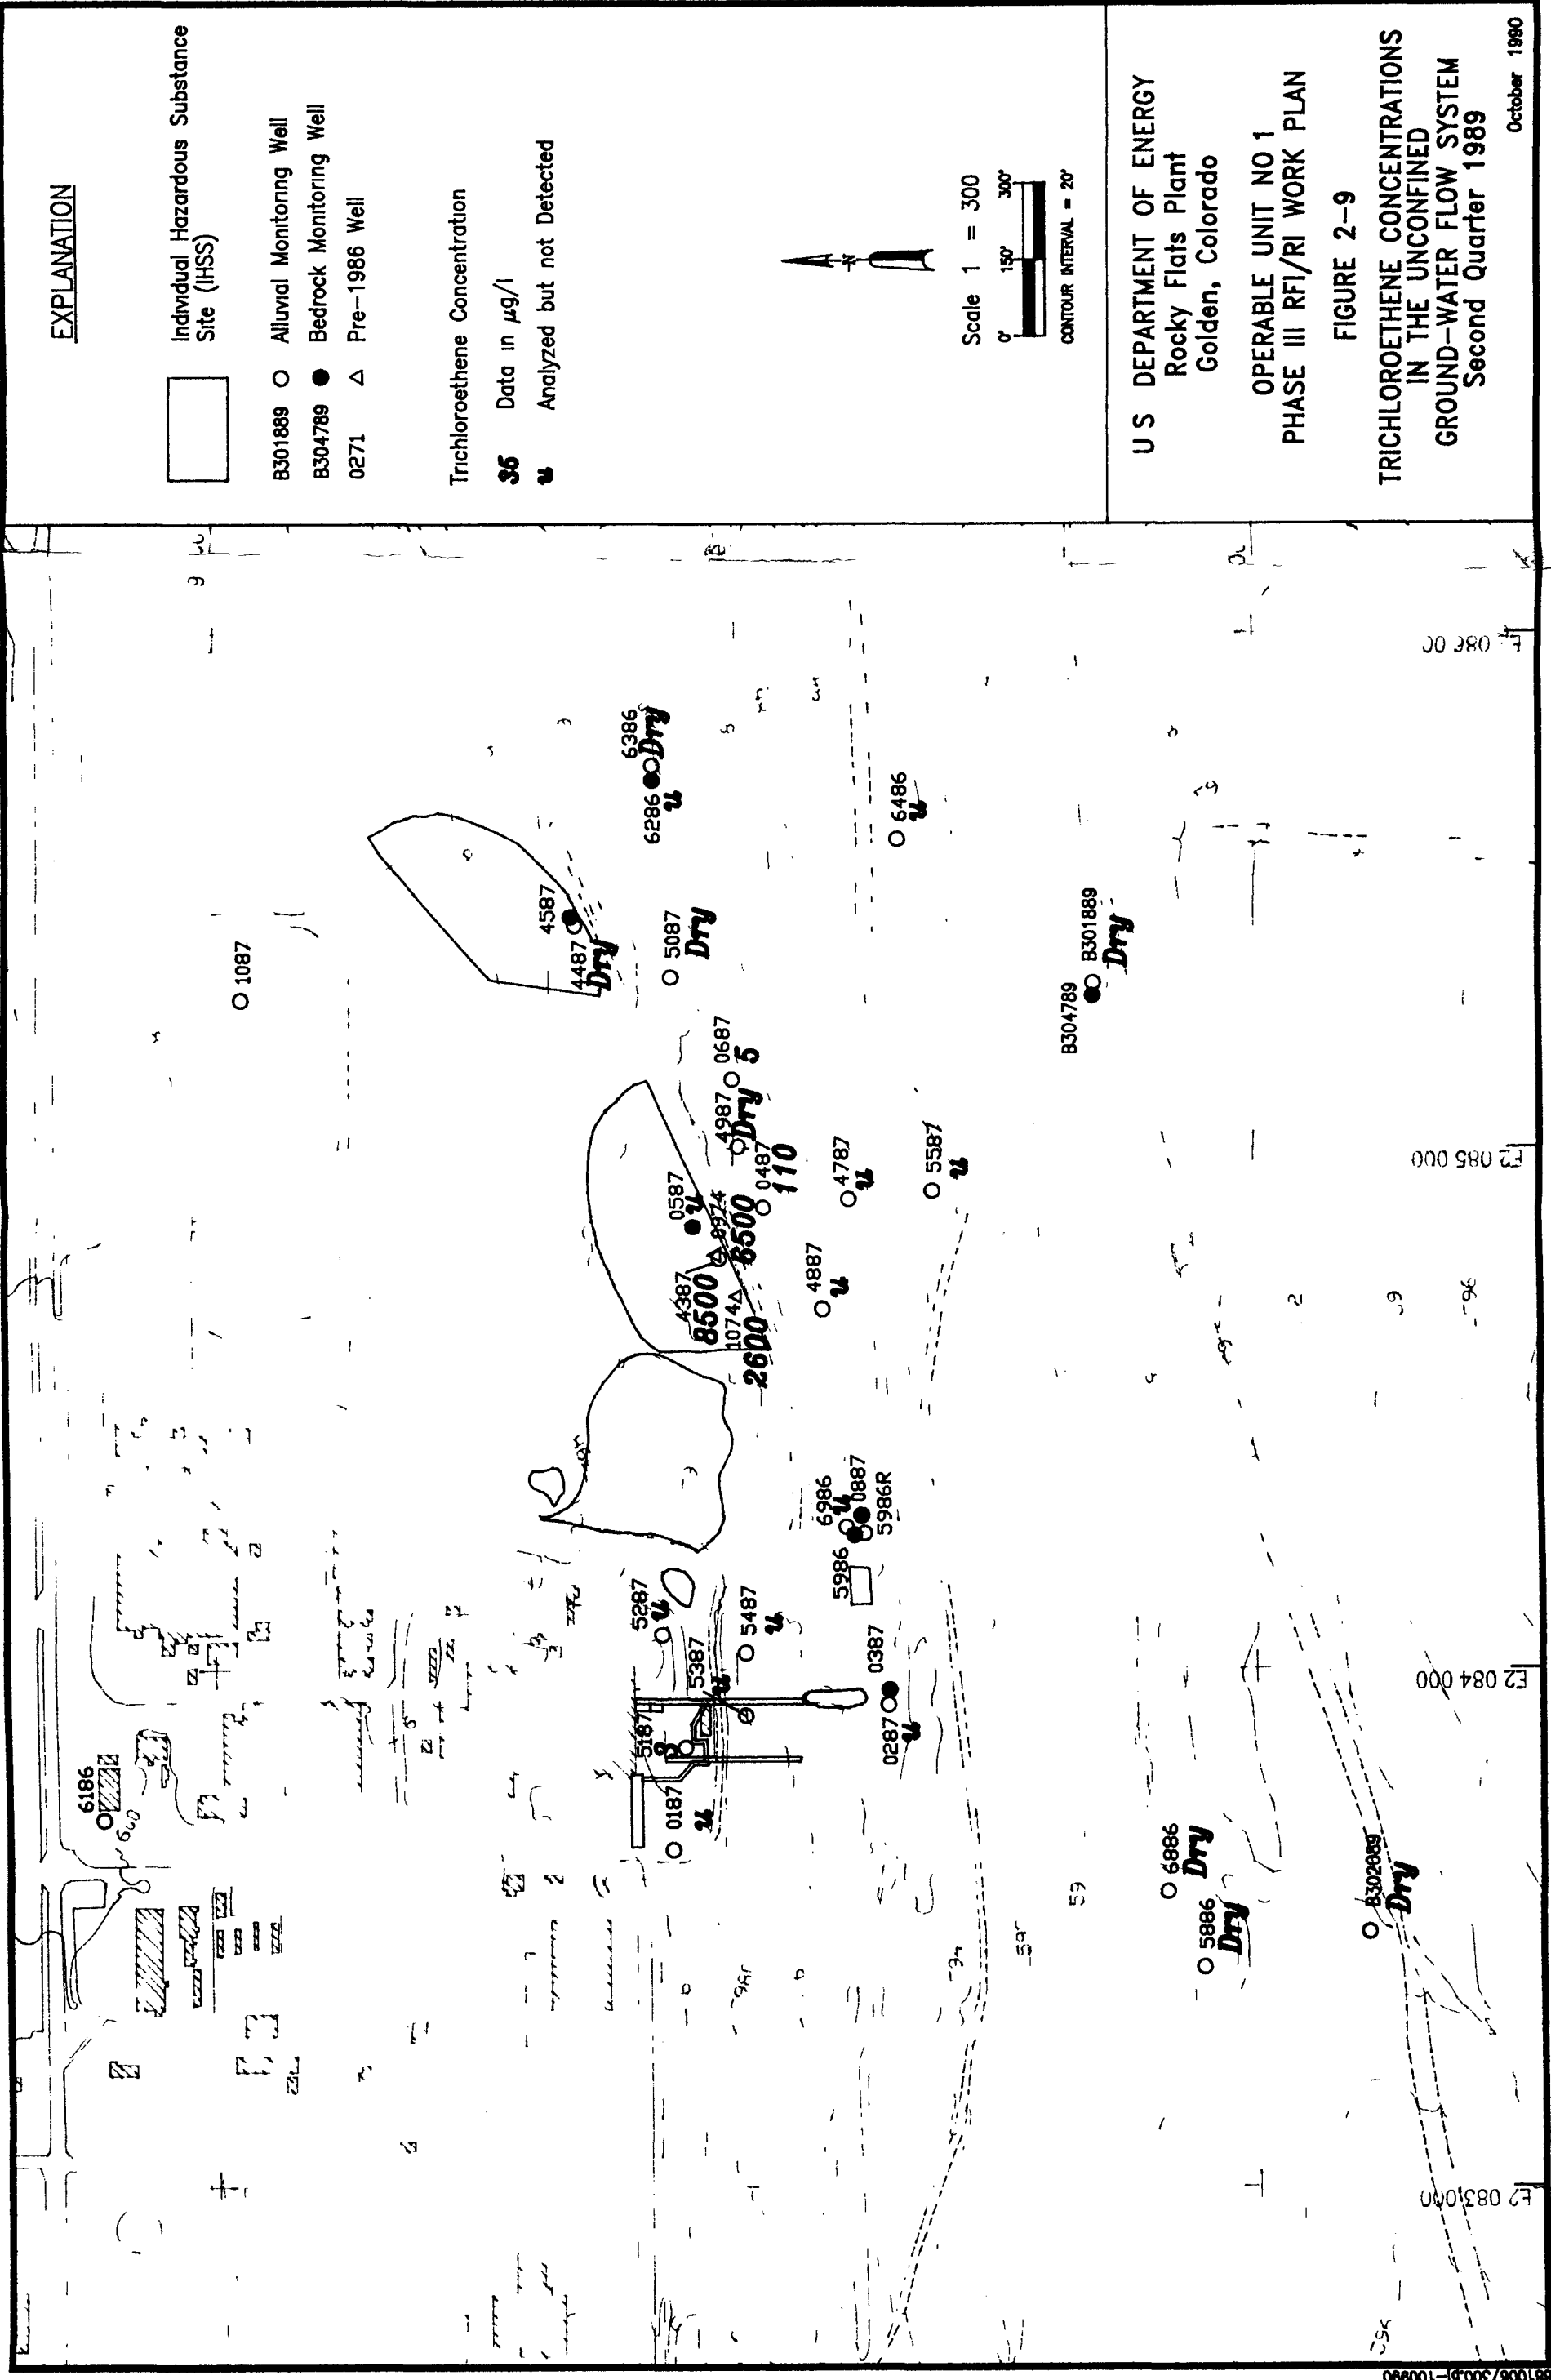 EXPLANATION
Individual Hazardous Substance
Site (IHSS)
B301889 Alluvial Monitoring Well
B304789 Bedrock Monitoring Well
0271 Pre-1986 Well
Trichloroethene Concentration
36 Data in µg/l
u Analyzed but not Detected
N
Scale 1 = 300
0' 150' 300'
CONTOUR INTERVAL = 20'
U S DEPARTMENT OF ENERGY
Rocky Flats Plant
Golden, Colorado
OPERABLE UNIT NO 1
PHASE III RFI/RI WORK PLAN
FIGURE 2-9
TRICHLOROETHENE CONCENTRATIONS
IN THE UNCONFINED
GROUND-WATER FLOW SYSTEM
Second Quarter 1989
October 1990
6186
1087
4587
4487
Dry
6386
Dry
6286
u
5087
Dry
6486
u
0687
5
4987
Dry
0487
110
0587
u
0974
6500
4387
8500
1074
2600
4787
u
4887
u
5587
u
B304789
B301889
Dry
6986
u
0887
5986
5986R
5287
u
5487
u
5387
u
5187
3
0187
u
0387
0287
u
6886
Dry
5886
Dry
B302089
Dry
E2 085 000
E2 084 000
E2 083 000